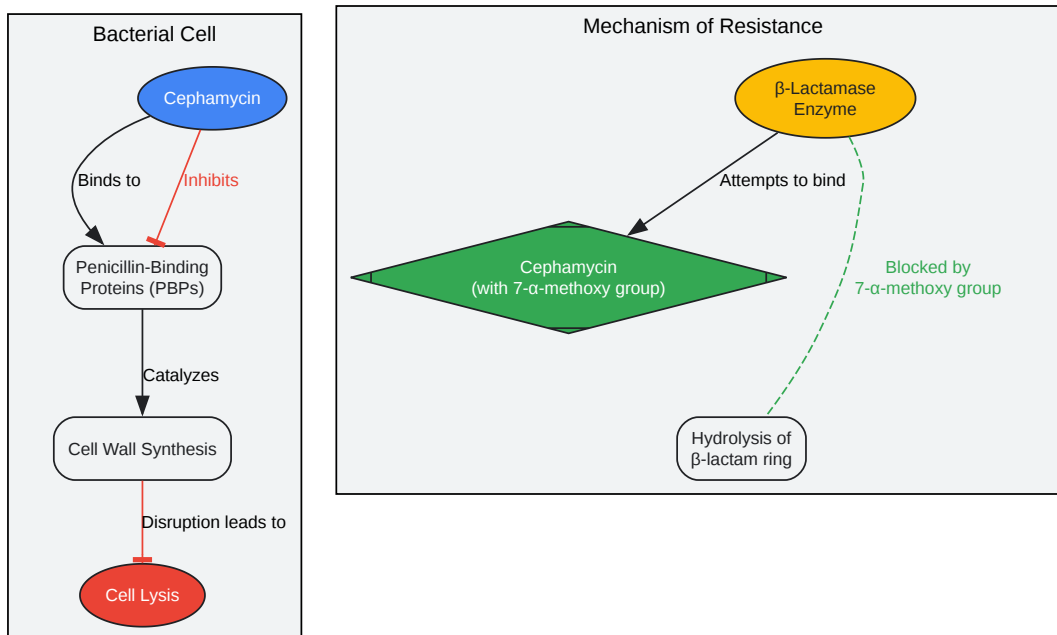 Bacterial Cell
Cephamycin
Binds to
Inhibits
Penicillin-Binding
Proteins (PBPs)
Catalyzes
Cell Wall Synthesis
Disruption leads to
Cell Lysis
Mechanism of Resistance
β-Lactamase
Enzyme
Attempts to bind
Cephamycin
(with 7-α-methoxy group)
Blocked by
7-α-methoxy group
Hydrolysis of
β-lactam ring